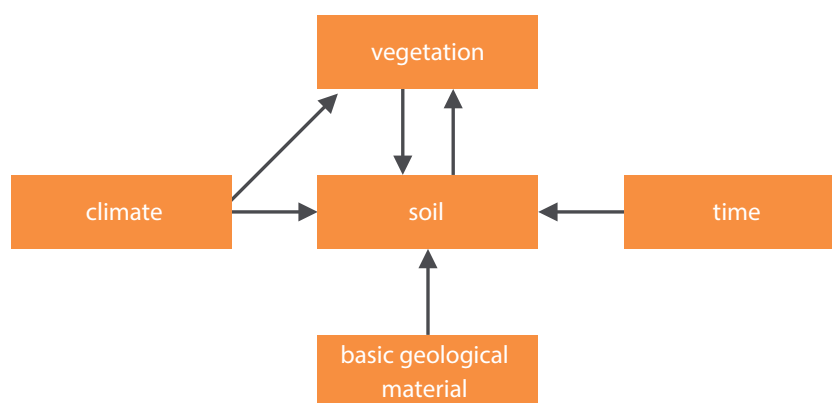 vegetation
climate
soil
time
basic geological
material